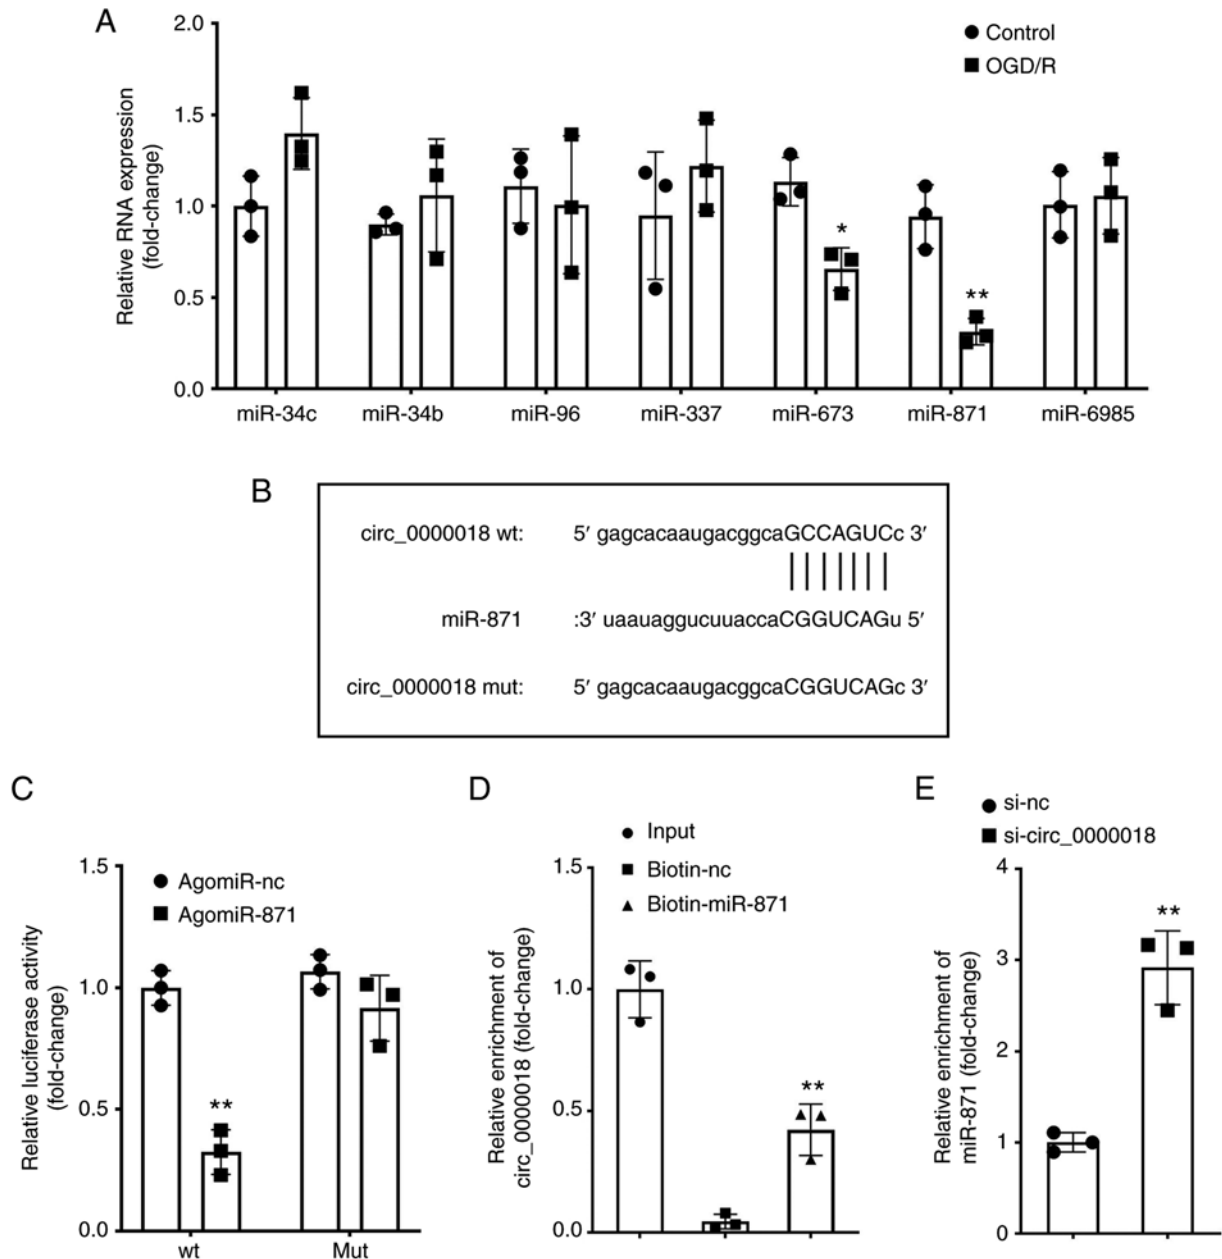 A
Relative RNA expression
(fold-change)
2.0
1.5
1.0
0.5
0.0
Control
OGD/R
*
**
miR-34c miR-34b miR-96 miR-337 miR-673 miR-871 miR-6985
B
circ_0000018 wt: 5′ gagcacaaugacggcaGCCAGUCc 3′
miR-871 :3′ uaauaggucuuaccaCGGUCAGu 5′
circ_0000018 mut: 5′ gagcacaaugacggcaCGGUCAGc 3′
C
Relative luciferase activity
(fold-change)
1.5
1.0
0.5
0.0
AgomiR-nc
AgomiR-871
**
wt Mut
D
Input
Biotin-nc
Biotin-miR-871
Relative enrichment of
circ_0000018 (fold-change)
1.5
1.0
0.5
0.0
**
E
si-nc
si-circ_0000018
Relative enrichment of
miR-871 (fold-change)
4
3
2
1
0
**